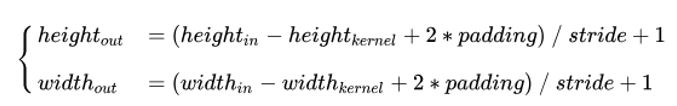 height_out = (height_in − height_kernel + 2 * padding) / stride + 1
width_out = (width_in − width_kernel + 2 * padding) / stride + 1